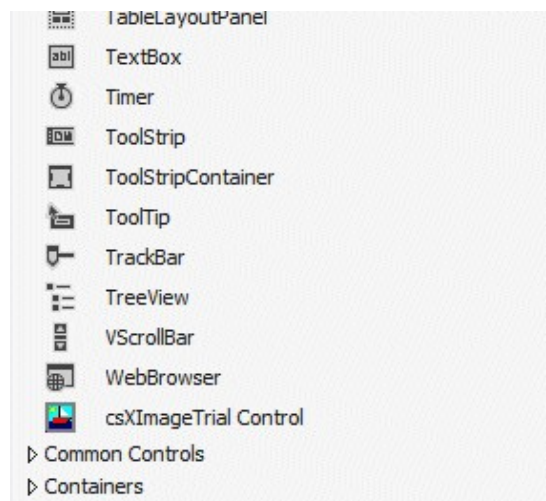 TableLayoutPanel
TextBox
Timer
ToolStrip
ToolStripContainer
ToolTip
TrackBar
TreeView
VScrollBar
WebBrowser
csXImageTrial Control
Common Controls
Containers